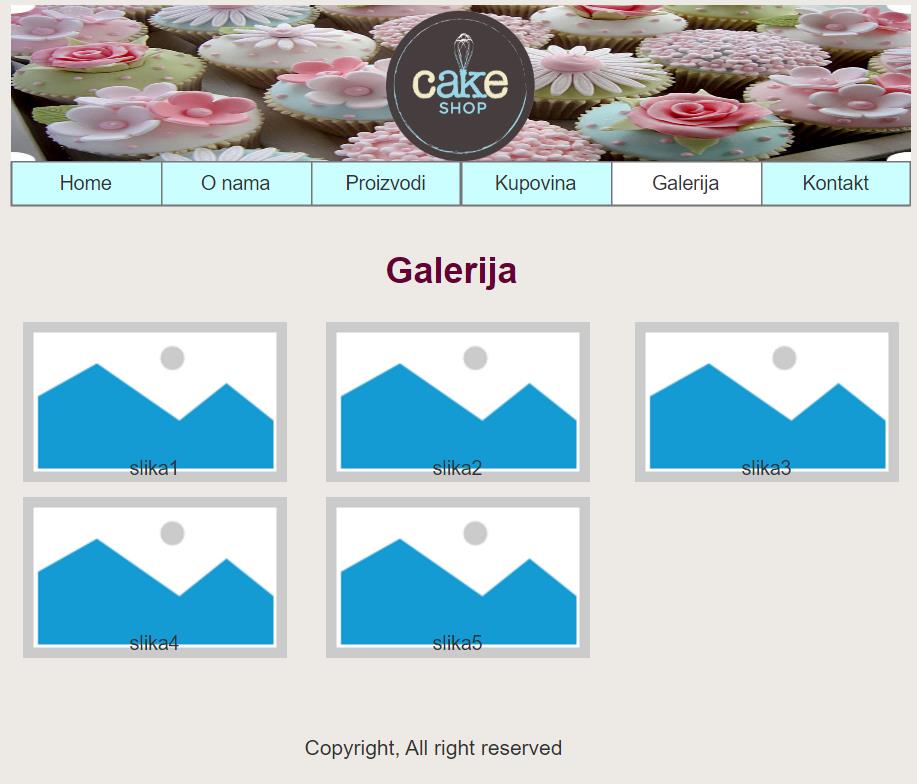 cake
SHOP
Home O nama Proizvodi Kupovina Galerija Kontakt
Galerija
slika1 slika2 slika3
slika4 slika5
Copyright, All right reserved